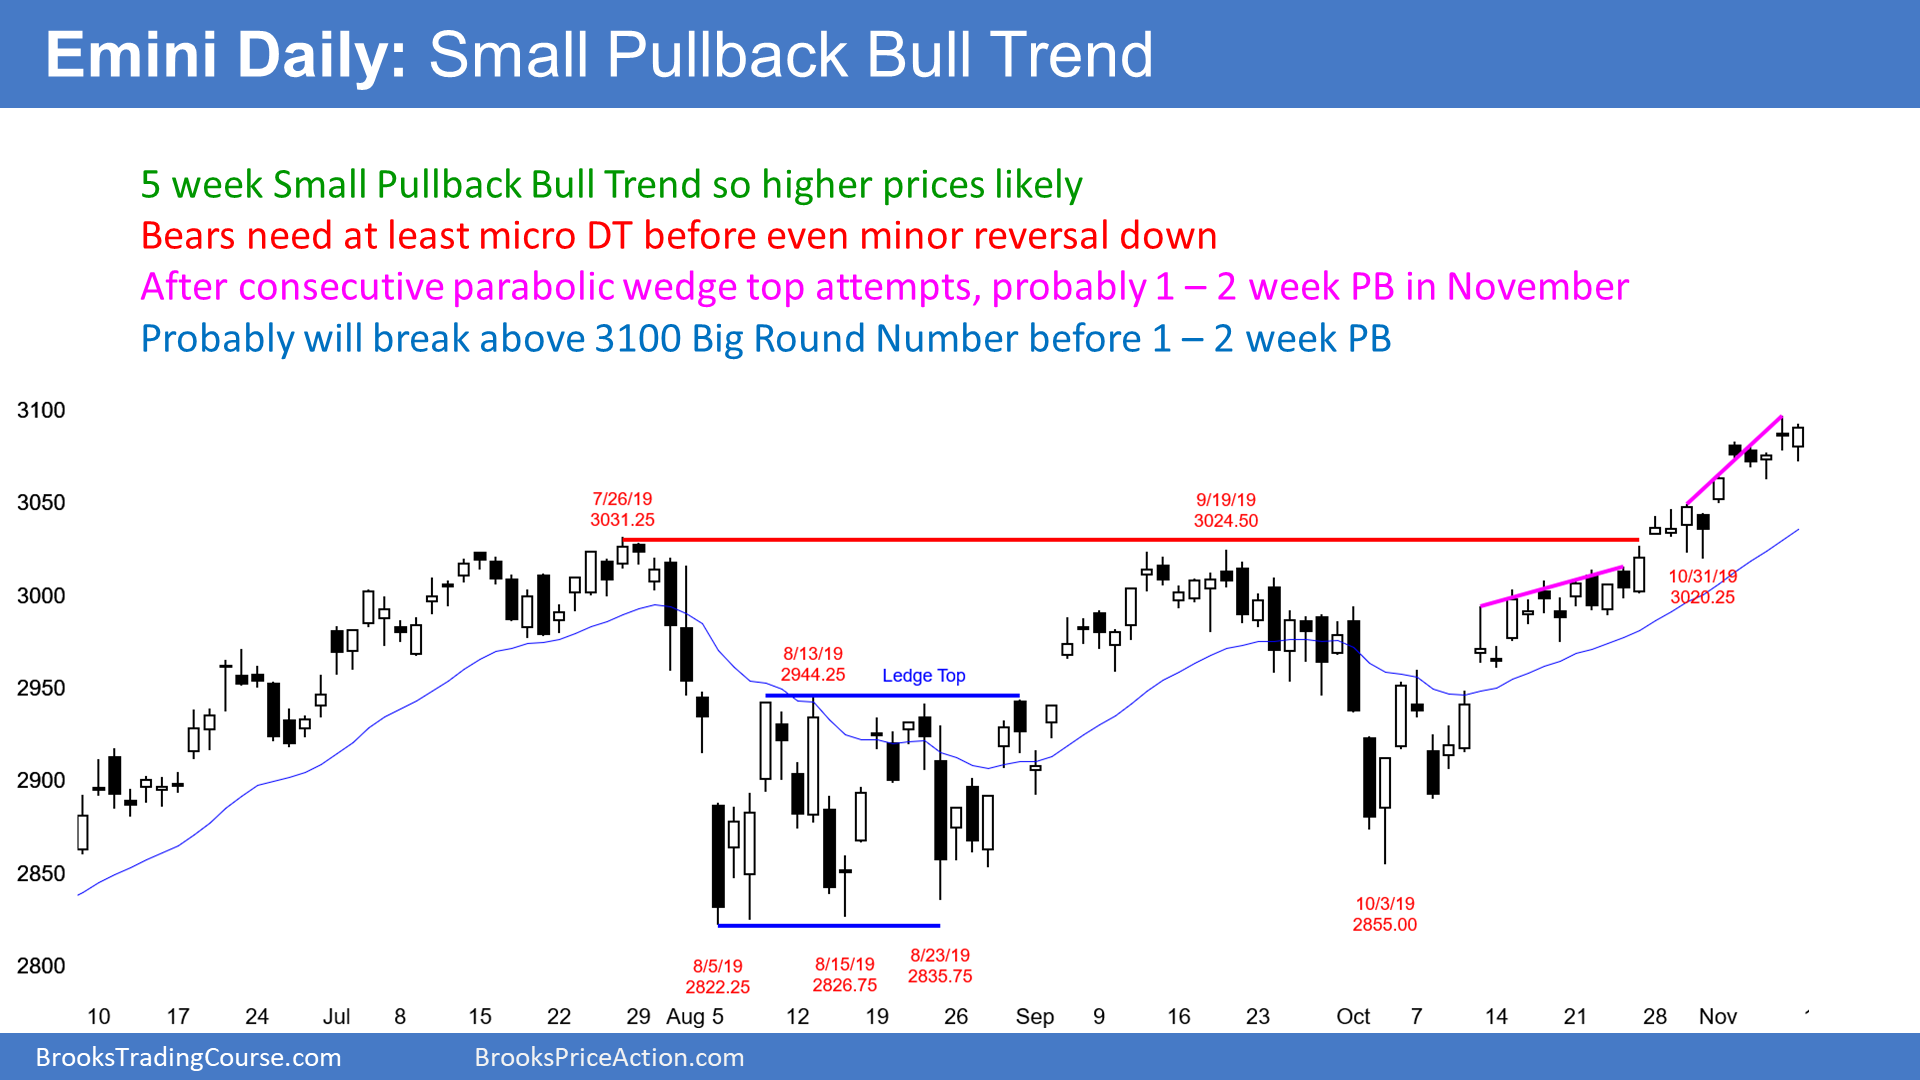 Emini Daily: Small Pullback Bull Trend
5 week Small Pullback Bull Trend so higher prices likely
Bears need at least micro DT before even minor reversal down
After consecutive parabolic wedge top attempts, probably 1 – 2 week PB in November
Probably will break above 3100 Big Round Number before 1 – 2 week PB
3100
3050
3000
2950
2900
2850
2800
7/26/19
3031.25
9/19/19
3024.50
10/31/19
3020.25
8/13/19
2944.25
Ledge Top
10/3/19
2855.00
8/5/19
2822.25
8/15/19
2826.75
8/23/19
2835.75
10 17 24 Jul 8 15 22 29 Aug 5 12 19 26 Sep 9 16 23 Oct 7 14 21 28 Nov
BrooksTradingCourse.com BrooksPriceAction.com